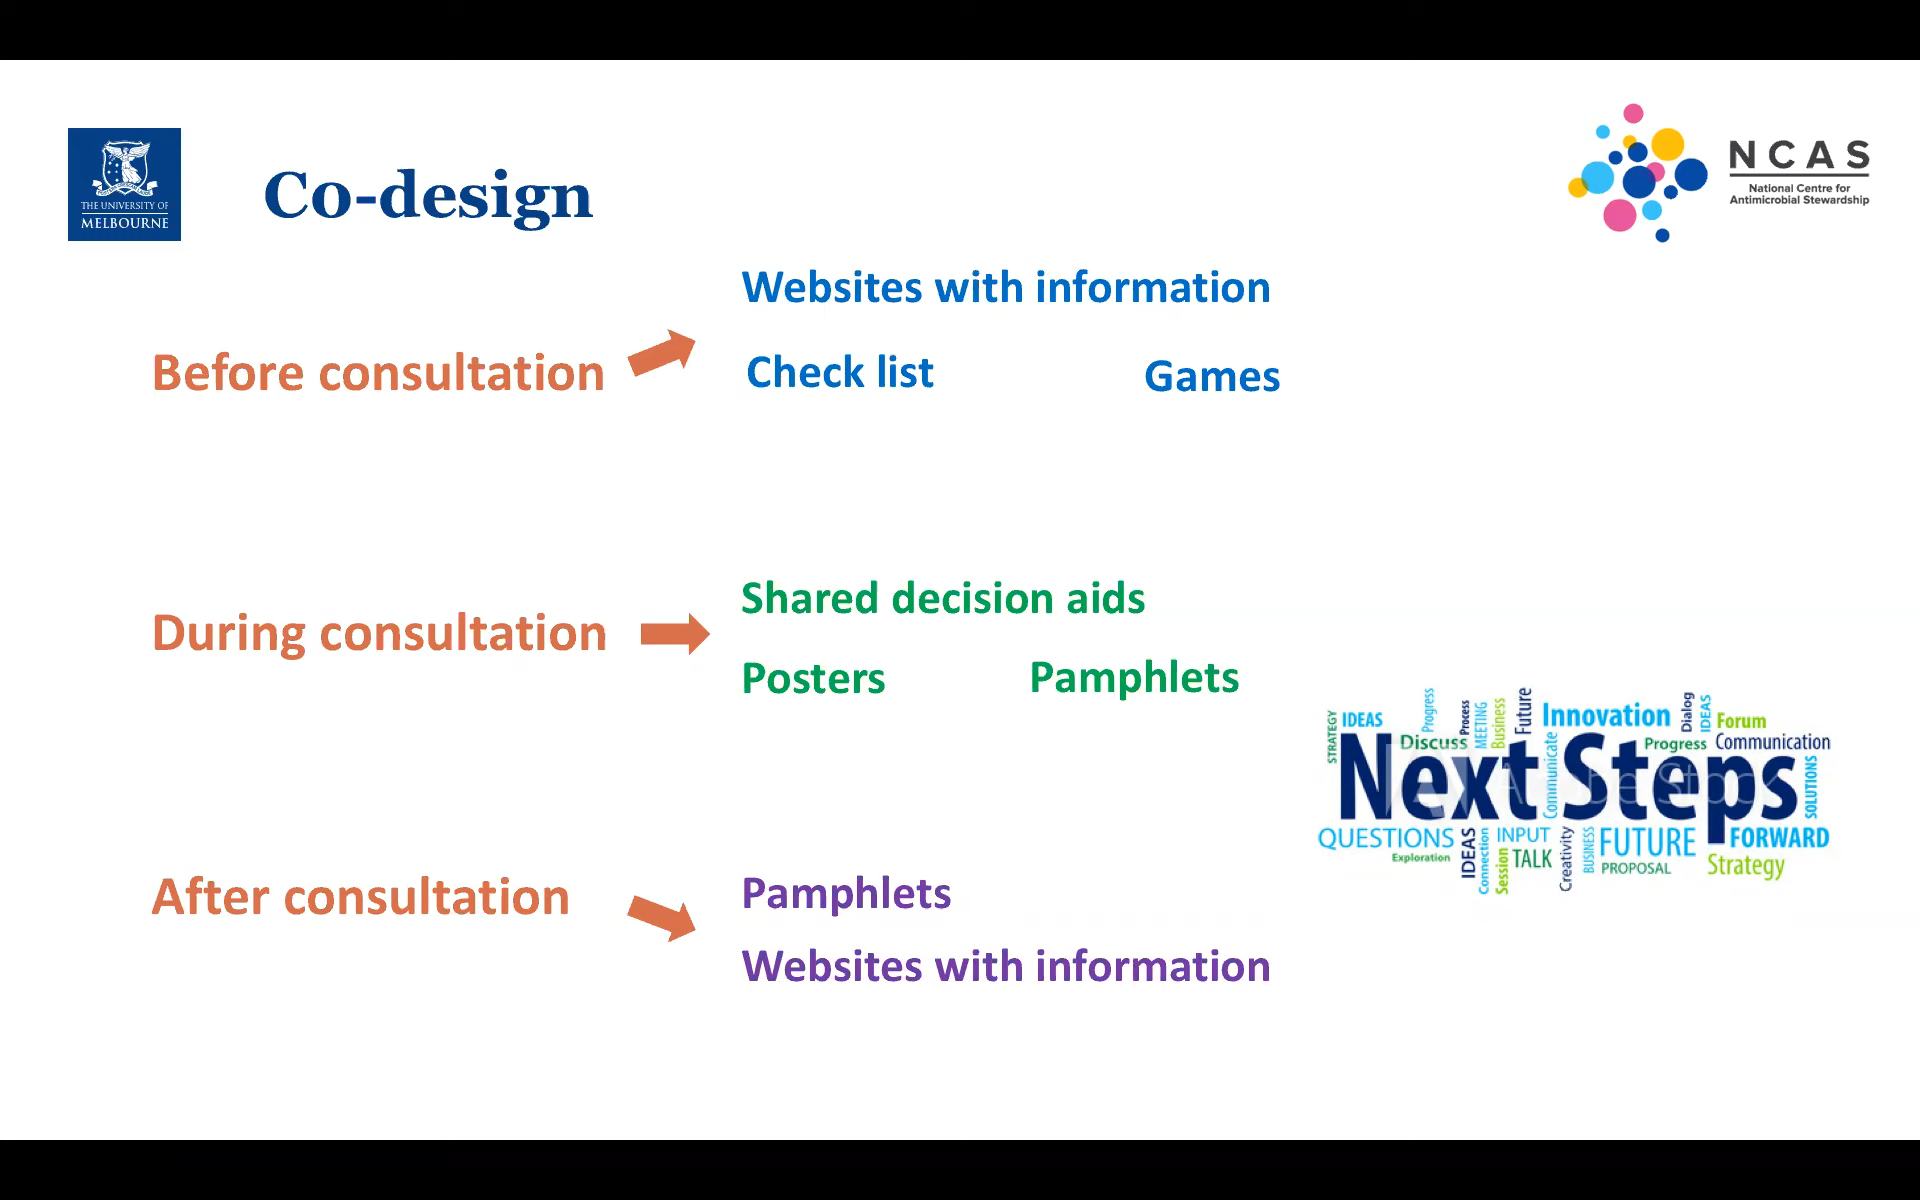 THE UNIVERSITY OF
MELBOURNE
Co-design
NCAS
National Centre for
Antimicrobial Stewardship
Before consultation
Websites with information
Check list
Games
During consultation
Shared decision aids
Posters
Pamphlets
After consultation
Pamphlets
Websites with information
STRATEGY
IDEAS
Progress
Process
MEETING
Business
Future
Innovation
Dialog
IDEAS
Forum
Discuss
Progress
Communication
Next Steps
Communicate
SOLUTIONS
QUESTIONS
Exploration
IDEAS
Connection
Session
INPUT
TALK
Creativity
BUSINESS
FUTURE
PROPOSAL
FORWARD
Strategy